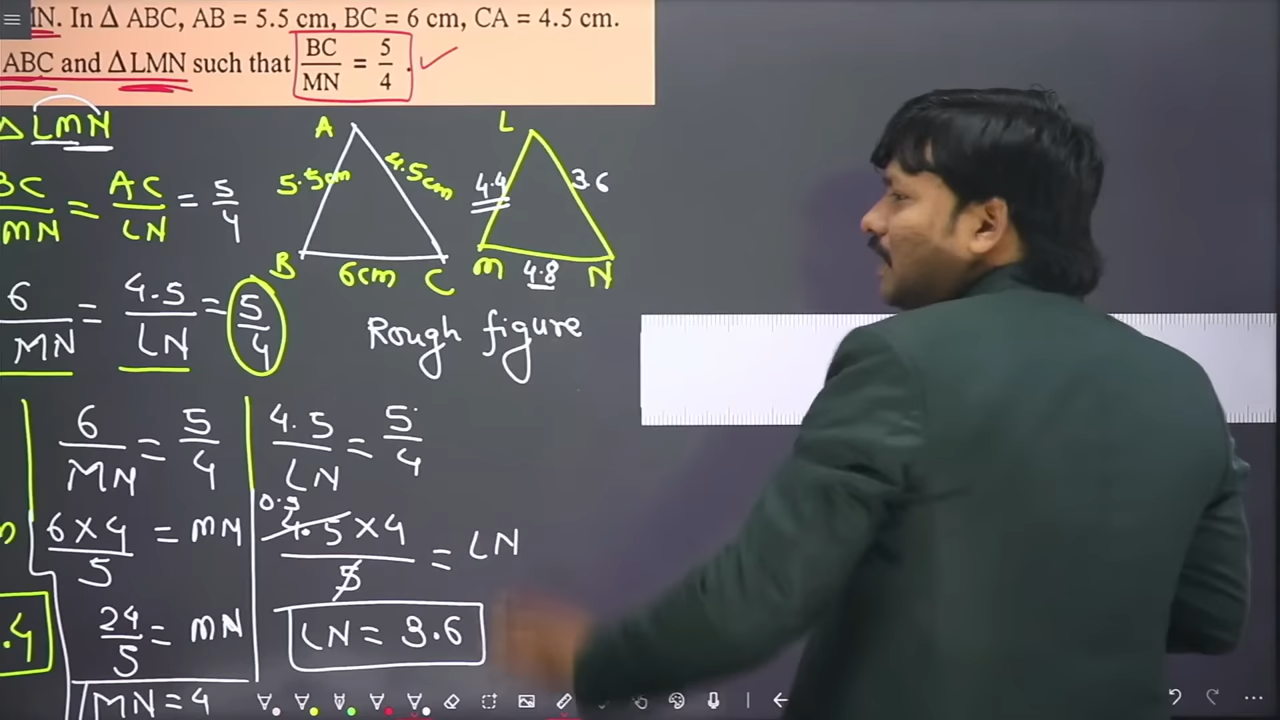 MN. In Δ ABC, AB = 5.5 cm, BC = 6 cm, CA = 4.5 cm.
ABC and ΔLMN such that BC/MN = 5/4.
Δ LMN
BC/MN = AC/LN = 5/4
6/MN = 4.5/LN = 5/4
A
5.5cm
4.5cm
B
6cm
C
L
4.4
3.6
M
4.8
N
Rough figure
6/MN = 5/4
6×4/5 = MN
24/5 = MN
MN = 4
4.5/LN = 5/4
0.9
4.5×4/5 = LN
LN = 3.6
.4